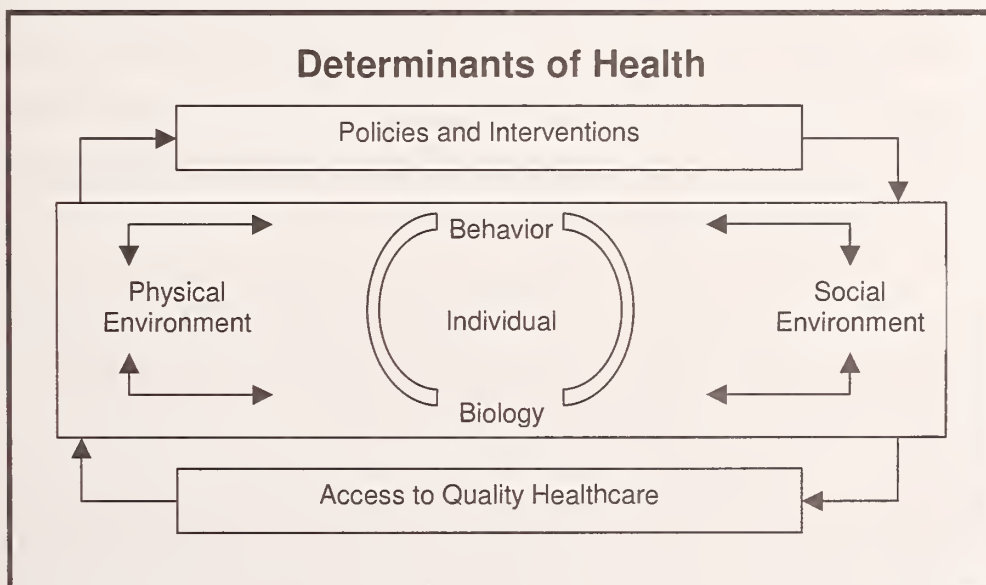 Determinants of Health
Policies and Interventions
Behavior
Physical
Environment
Individual
Social
Environment
Biology
Access to Quality Healthcare